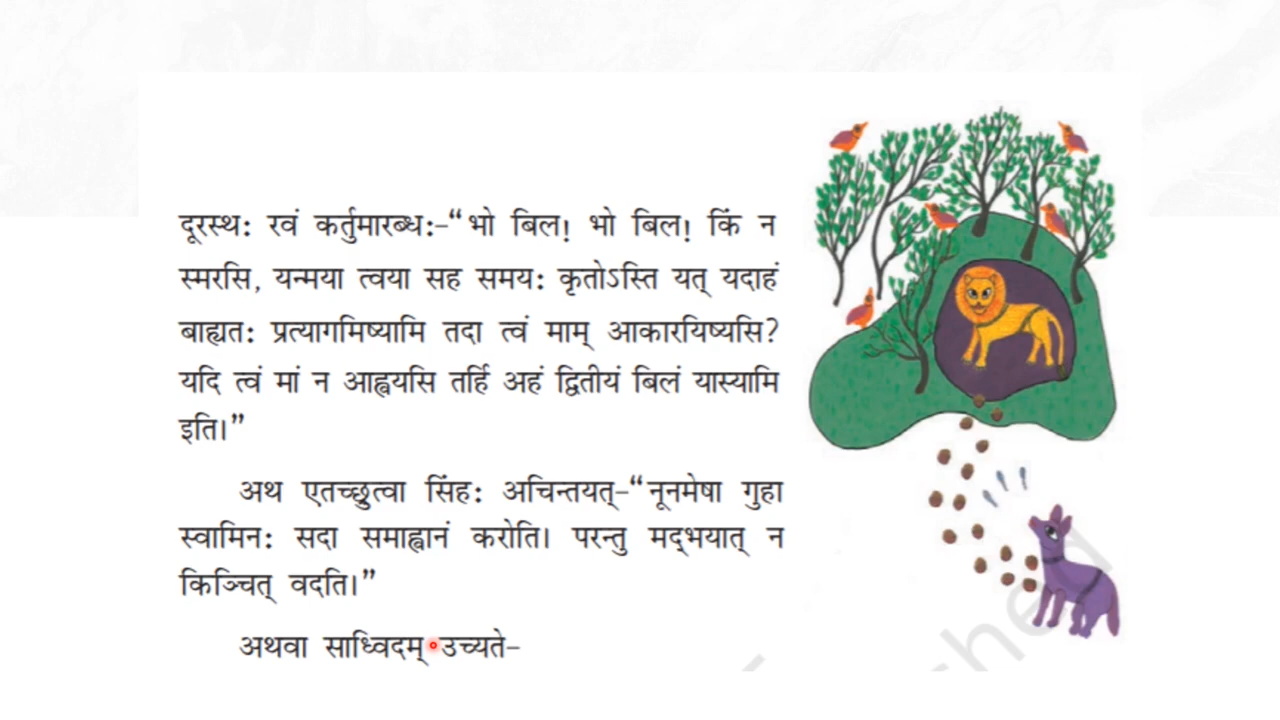 दूरस्थः रवं कर्तुमारब्धः-“भो बिल! भो बिल! किं न
स्मरसि, यन्मया त्वया सह समयः कृतोऽस्ति यत् यदाहं
बाह्यतः प्रत्यागमिष्यामि तदा त्वं माम् आकारयिष्यसि?
यदि त्वं मां न आह्वयसि तर्हि अहं द्वितीयं बिलं यास्यामि
इति।”
अथ एतच्छ्रुत्वा सिंहः अचिन्तयत्-“नूनमेषा गुहा
स्वामिनः सदा समाह्वानं करोति। परन्तु मद्भयात् न
किञ्चित् वदति।”
अथवा साध्विदम् उच्यते-